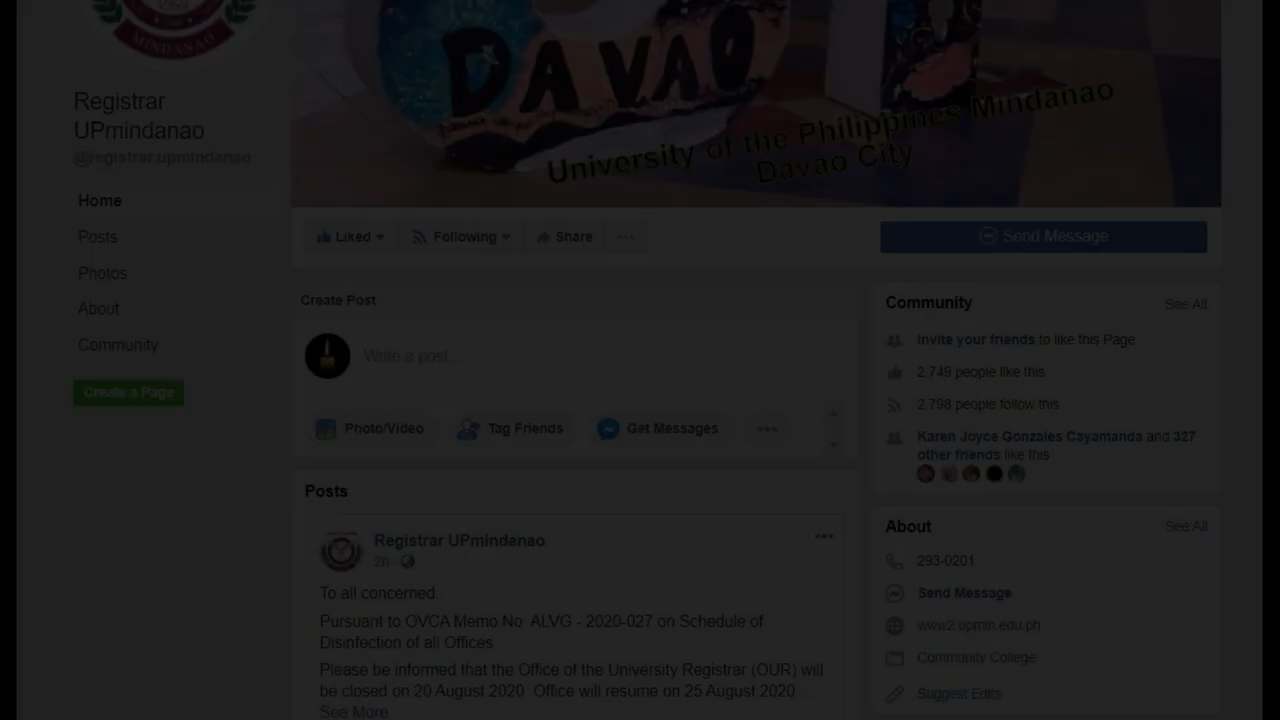 MINDANAO
DAVAO
University of the Philippines Mindanao
Davao City
Registrar
UPmindanao
@registrar.upmindanao
Home
Posts
Photos
About
Community
Create a Page
Liked
Following
Share
Send Message
Create Post
Write a post...
Photo/Video
Tag Friends
Get Messages
Posts
Registrar UPmindanao
2h
To all concerned:
Pursuant to OVCA Memo No. ALVG - 2020-027 on Schedule of
Disinfection of all Offices
Please be informed that the Office of the University Registrar (OUR) will
be closed on 20 August 2020. Office will resume on 25 August 2020...
See More
Community
See All
Invite your friends to like this Page
2,749 people like this
2,798 people follow this
Karen Joyce Gonzales Cayamanda and 327
other friends like this
About
See All
293-0201
Send Message
www2.upmin.edu.ph
Community College
Suggest Edits